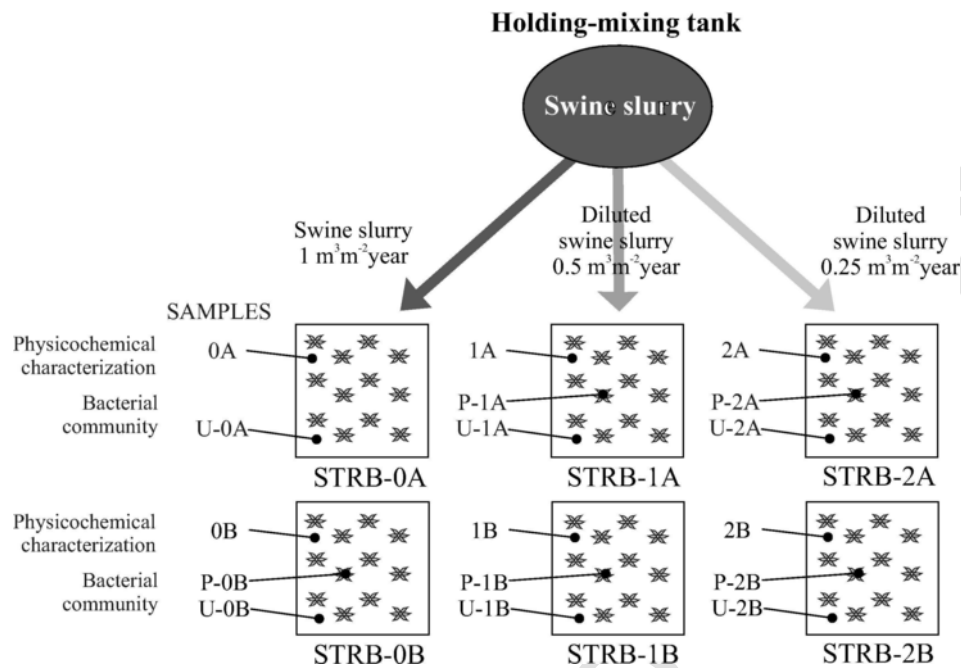 Holding-mixing tank
Swine slurry
Swine slurry
1 m³m⁻²year
Diluted
swine slurry
0.5 m³m⁻²year
Diluted
swine slurry
0.25 m³m⁻²year
SAMPLES
Physicochemical
characterization
0A
1A
2A
Bacterial
community
P-1A
P-2A
U-0A
U-1A
U-2A
STRB-0A
STRB-1A
STRB-2A
Physicochemical
characterization
0B
1B
2B
Bacterial
community
P-0B
P-1B
P-2B
U-0B
U-1B
U-2B
STRB-0B
STRB-1B
STRB-2B